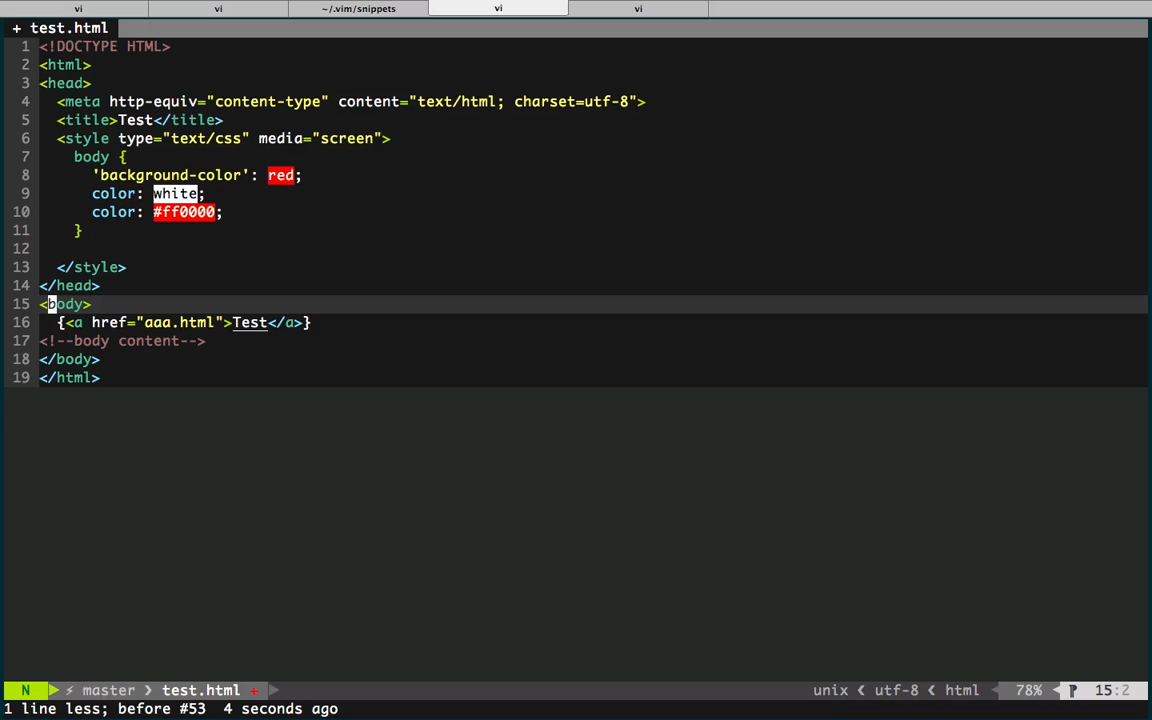 vi vi ~/.vim/snippets vi vi
+ test.html
1 <!DOCTYPE HTML>
2 <html>
3 <head>
4   <meta http-equiv="content-type" content="text/html; charset=utf-8">
5   <title>Test</title>
6   <style type="text/css" media="screen">
7     body {
8       'background-color': red;
9       color: white;
10       color: #ff0000;
11     }
12
13   </style>
14 </head>
15 <body>
16   {<a href="aaa.html">Test</a>}
17 <!--body content-->
18 </body>
19 </html>
N ⚡ master ❯ test.html + unix ❮ utf-8 ❮ html 78% 15:2
1 line less; before #53  4 seconds ago